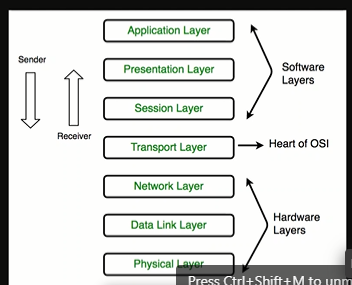 Application Layer
Sender
Presentation Layer
Software
Layers
Session Layer
Receiver
Transport Layer
Heart of OSI
Network Layer
Data Link Layer
Hardware
Layers
Physical Layer
Press Ctrl+Shift+M to unm